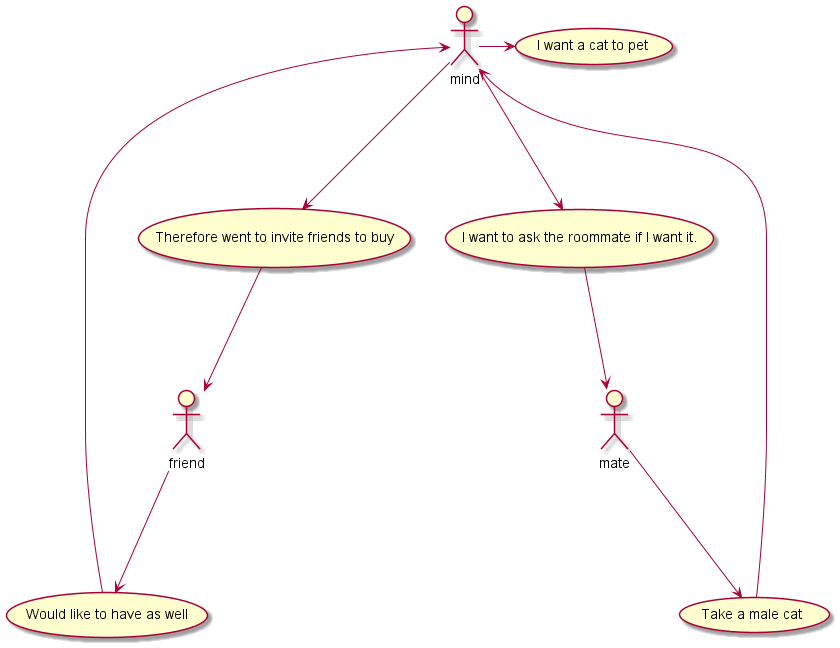 I want a cat to pet
mind
Therefore went to invite friends to buy
I want to ask the roommate if I want it.
friend
mate
Would like to have as well
Take a male cat